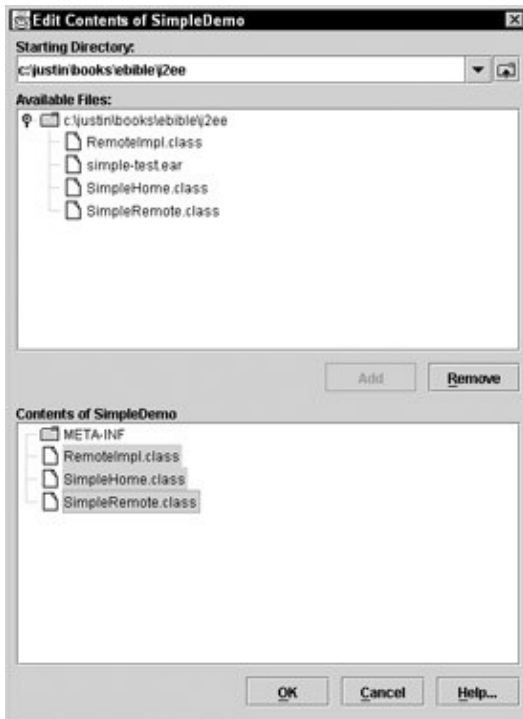 Edit Contents of SimpleDemo
Starting Directory:
c:\justin\books\ebible\j2ee
Available Files:
c:\justin\books\ebible\j2ee
RemoteImpl.class
simple-test.ear
SimpleHome.class
SimpleRemote.class
Add Remove
Contents of SimpleDemo
META-INF
RemoteImpl.class
SimpleHome.class
SimpleRemote.class
OK Cancel Help...